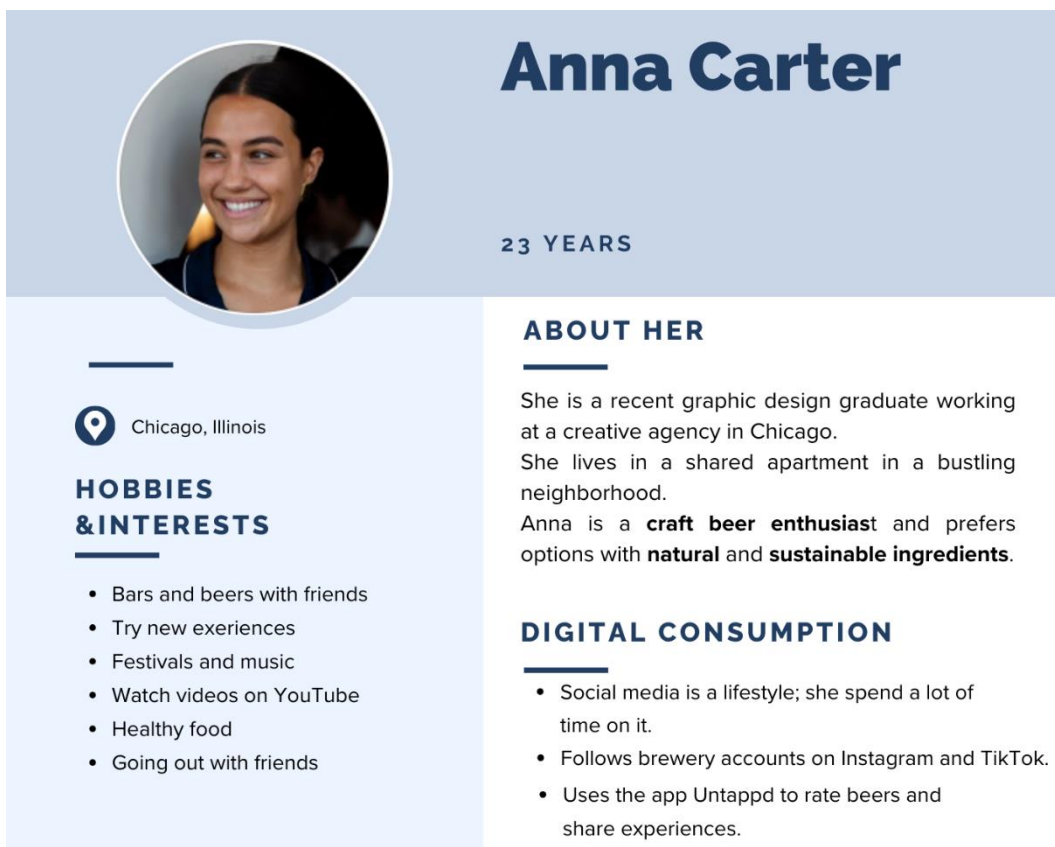 Anna Carter
23 YEARS
Chicago, Illinois
HOBBIES
&INTERESTS
• Bars and beers with friends
• Try new exeriences
• Festivals and music
• Watch videos on YouTube
• Healthy food
• Going out with friends
ABOUT HER
She is a recent graphic design graduate working
at a creative agency in Chicago.
She lives in a shared apartment in a bustling
neighborhood.
Anna is a craft beer enthusiast and prefers
options with natural and sustainable ingredients.
DIGITAL CONSUMPTION
• Social media is a lifestyle; she spend a lot of
time on it.
• Follows brewery accounts on Instagram and TikTok.
• Uses the app Untappd to rate beers and
share experiences.